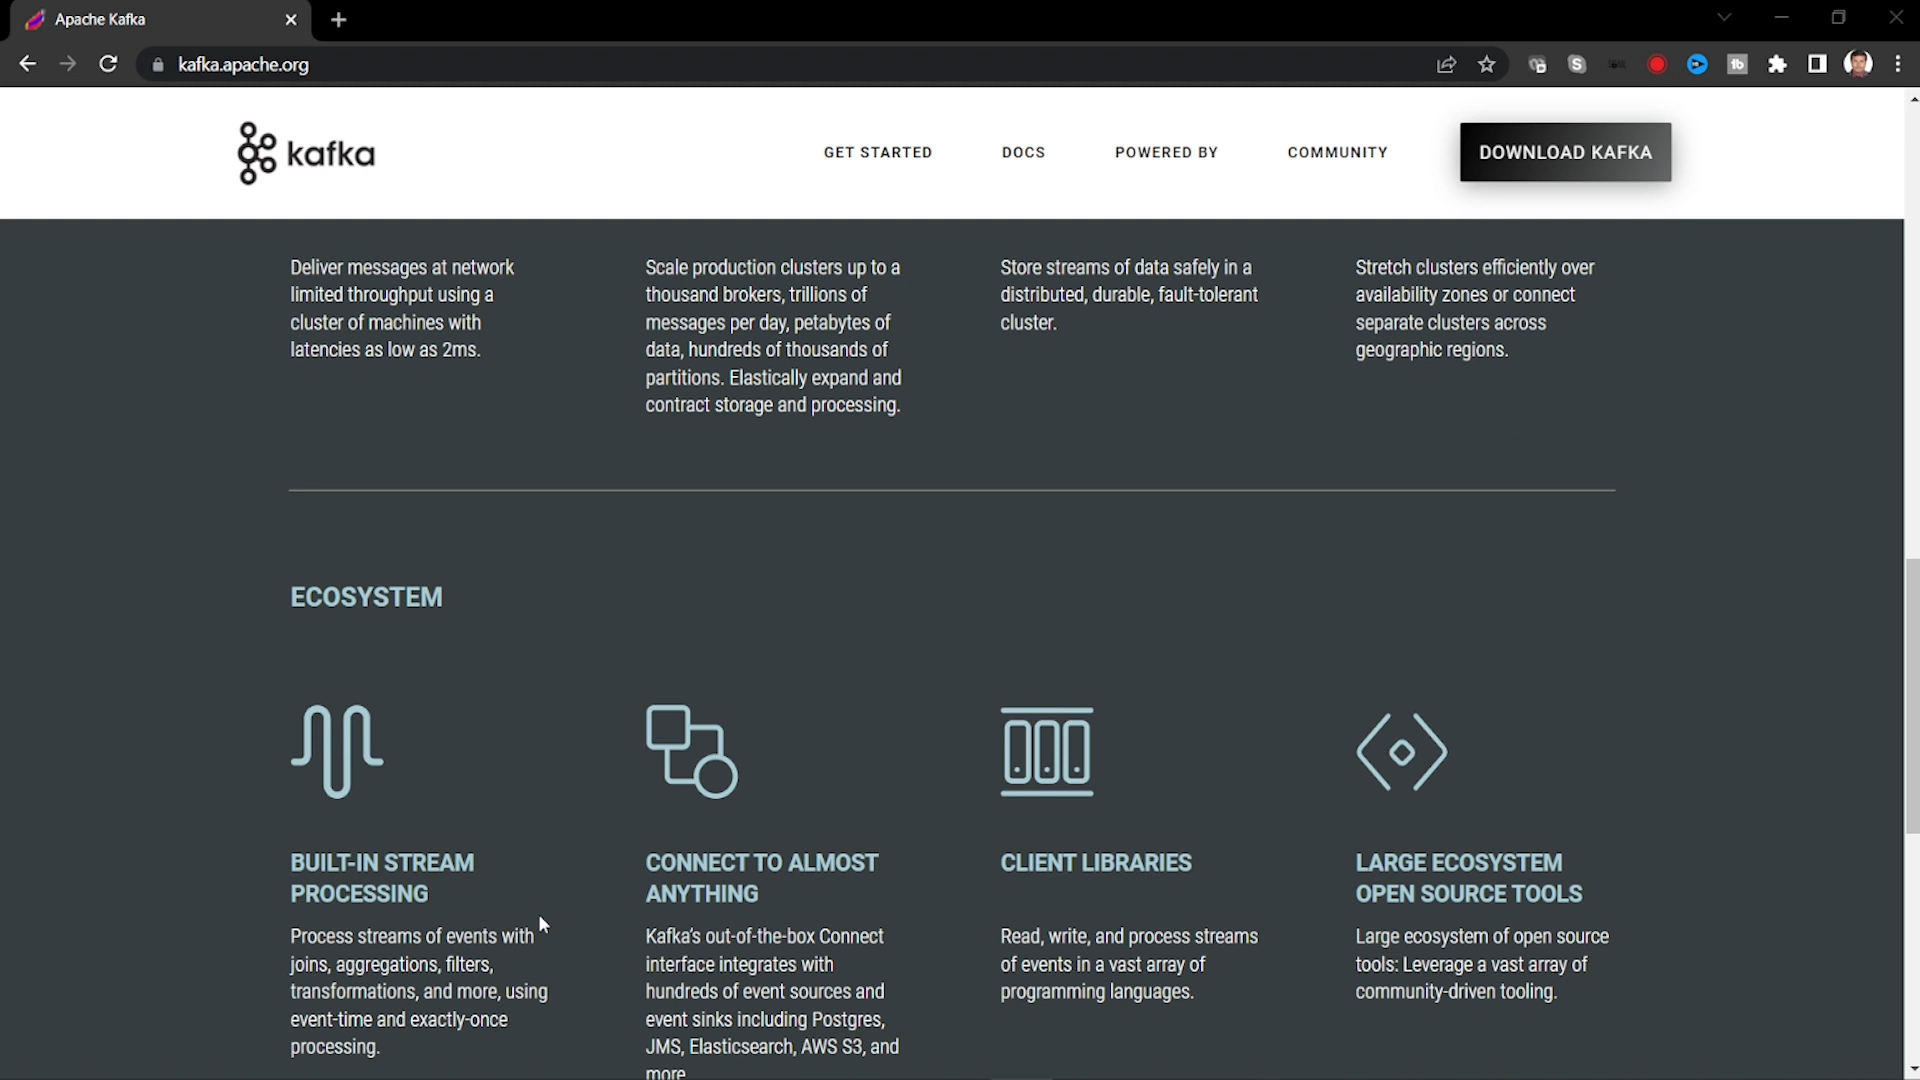 Apache Kafka
kafka.apache.org
kafka
GET STARTED
DOCS
POWERED BY
COMMUNITY
DOWNLOAD KAFKA
Deliver messages at network
limited throughput using a
cluster of machines with
latencies as low as 2ms.
Scale production clusters up to a
thousand brokers, trillions of
messages per day, petabytes of
data, hundreds of thousands of
partitions. Elastically expand and
contract storage and processing.
Store streams of data safely in a
distributed, durable, fault-tolerant
cluster.
Stretch clusters efficiently over
availability zones or connect
separate clusters across
geographic regions.
ECOSYSTEM
BUILT-IN STREAM
PROCESSING
Process streams of events with
joins, aggregations, filters,
transformations, and more, using
event-time and exactly-once
processing.
CONNECT TO ALMOST
ANYTHING
Kafka's out-of-the-box Connect
interface integrates with
hundreds of event sources and
event sinks including Postgres,
JMS, Elasticsearch, AWS S3, and
more
CLIENT LIBRARIES
Read, write, and process streams
of events in a vast array of
programming languages.
LARGE ECOSYSTEM
OPEN SOURCE TOOLS
Large ecosystem of open source
tools: Leverage a vast array of
community-driven tooling.